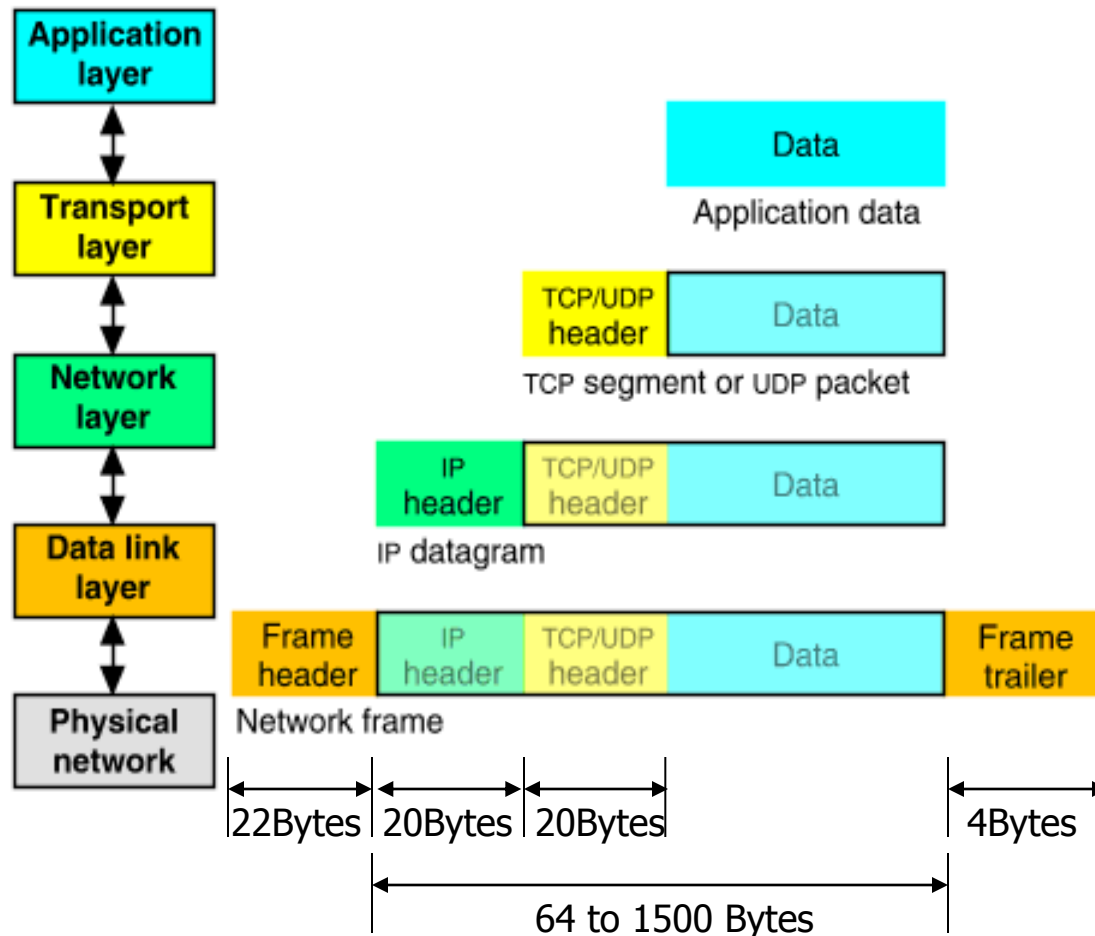 Application
layer
Data
Application data
Transport
layer
TCP/UDP
header
Data
TCP segment or UDP packet
Network
layer
IP
header
TCP/UDP
header
Data
IP datagram
Data link
layer
Frame
header
IP
header
TCP/UDP
header
Data
Frame
trailer
Network frame
Physical
network
22Bytes
20Bytes
20Bytes
4Bytes
64 to 1500 Bytes